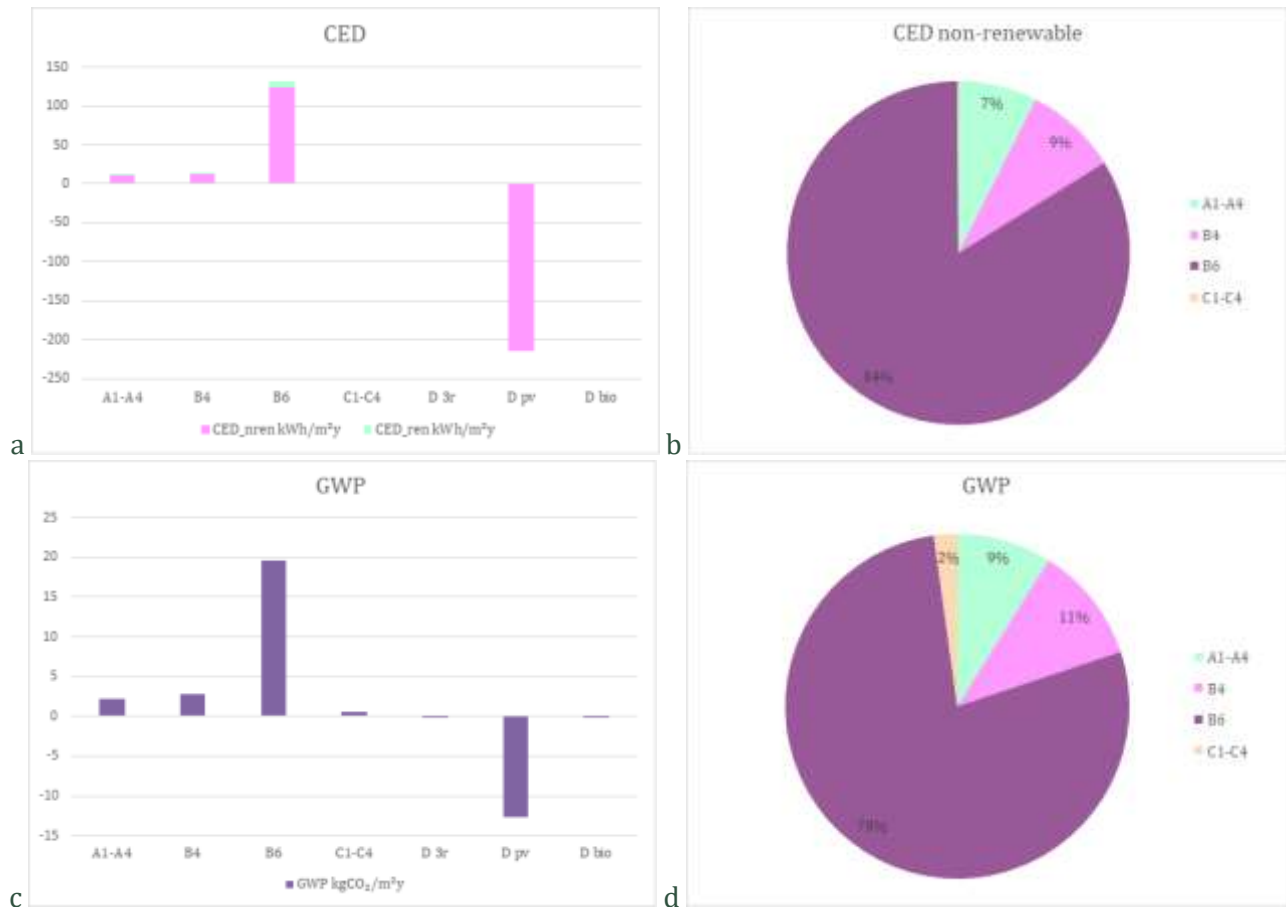 CED
150
100
50
0
-50
-100
-150
-200
-250
A1-A4 B4 B6 C1-C4 D 3r D pv D bio
CED_nren kWh/m²y CED_ren kWh/m²y
a
CED non-renewable
7%
9%
84%
A1-A4
B4
B6
C1-C4
b
GWP
25
20
15
10
5
0
-5
-10
-15
A1-A4 B4 B6 C1-C4 D 3r D pv D bio
GWP kgCO₂/m²y
c
GWP
2% 9%
11%
78%
A1-A4
B4
B6
C1-C4
d